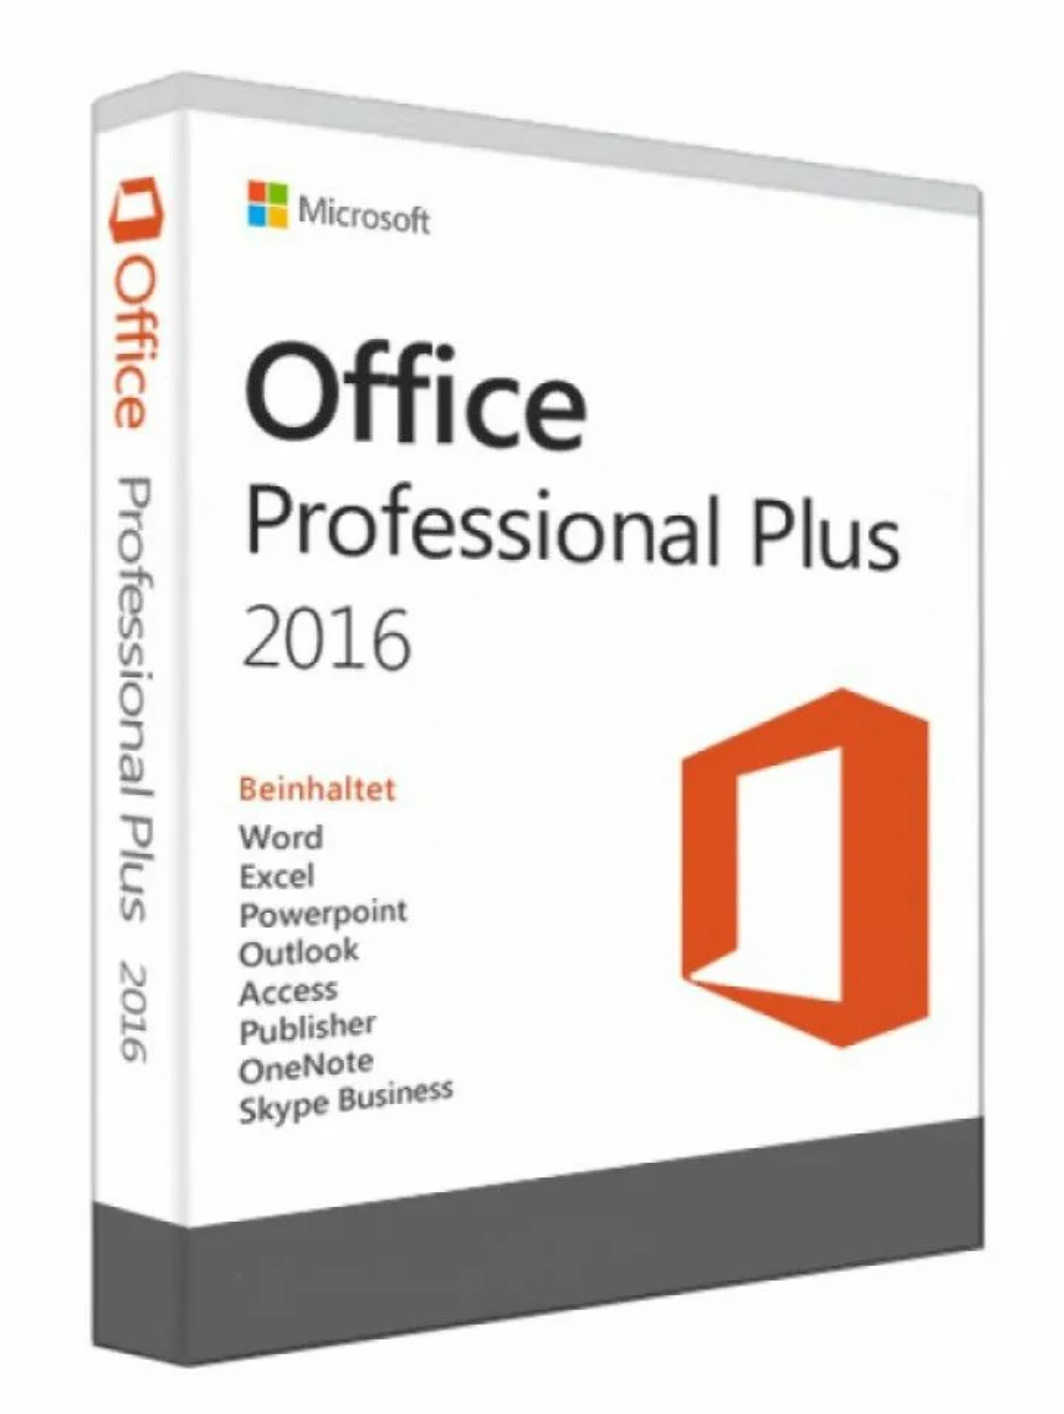 Microsoft
Office
Professional Plus
2016
Beinhaltet
Word
Excel
Powerpoint
Outlook
Access
Publisher
OneNote
Skype Business
Office Professional Plus 2016